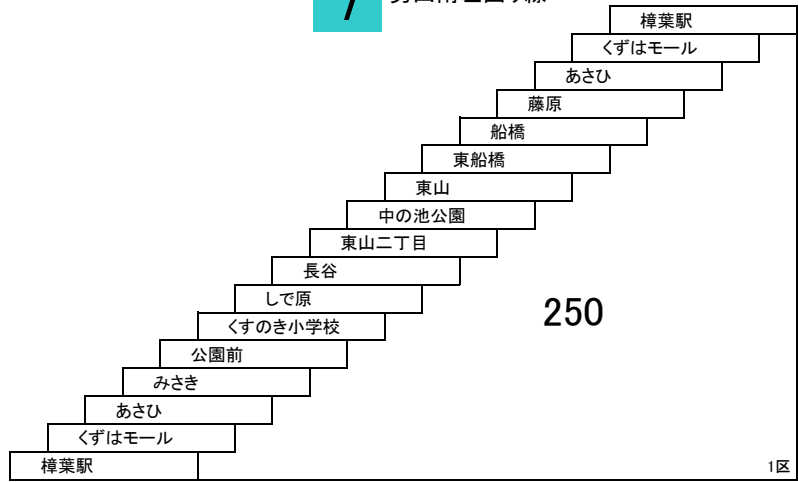 7
樟葉駅
くずはモール
あさひ
藤原
船橋
東船橋
東山
中の池公園
東山二丁目
長谷
しで原
くすのき小学校
公園前
みさき
あさひ
くずはモール
樟葉駅
250
1区